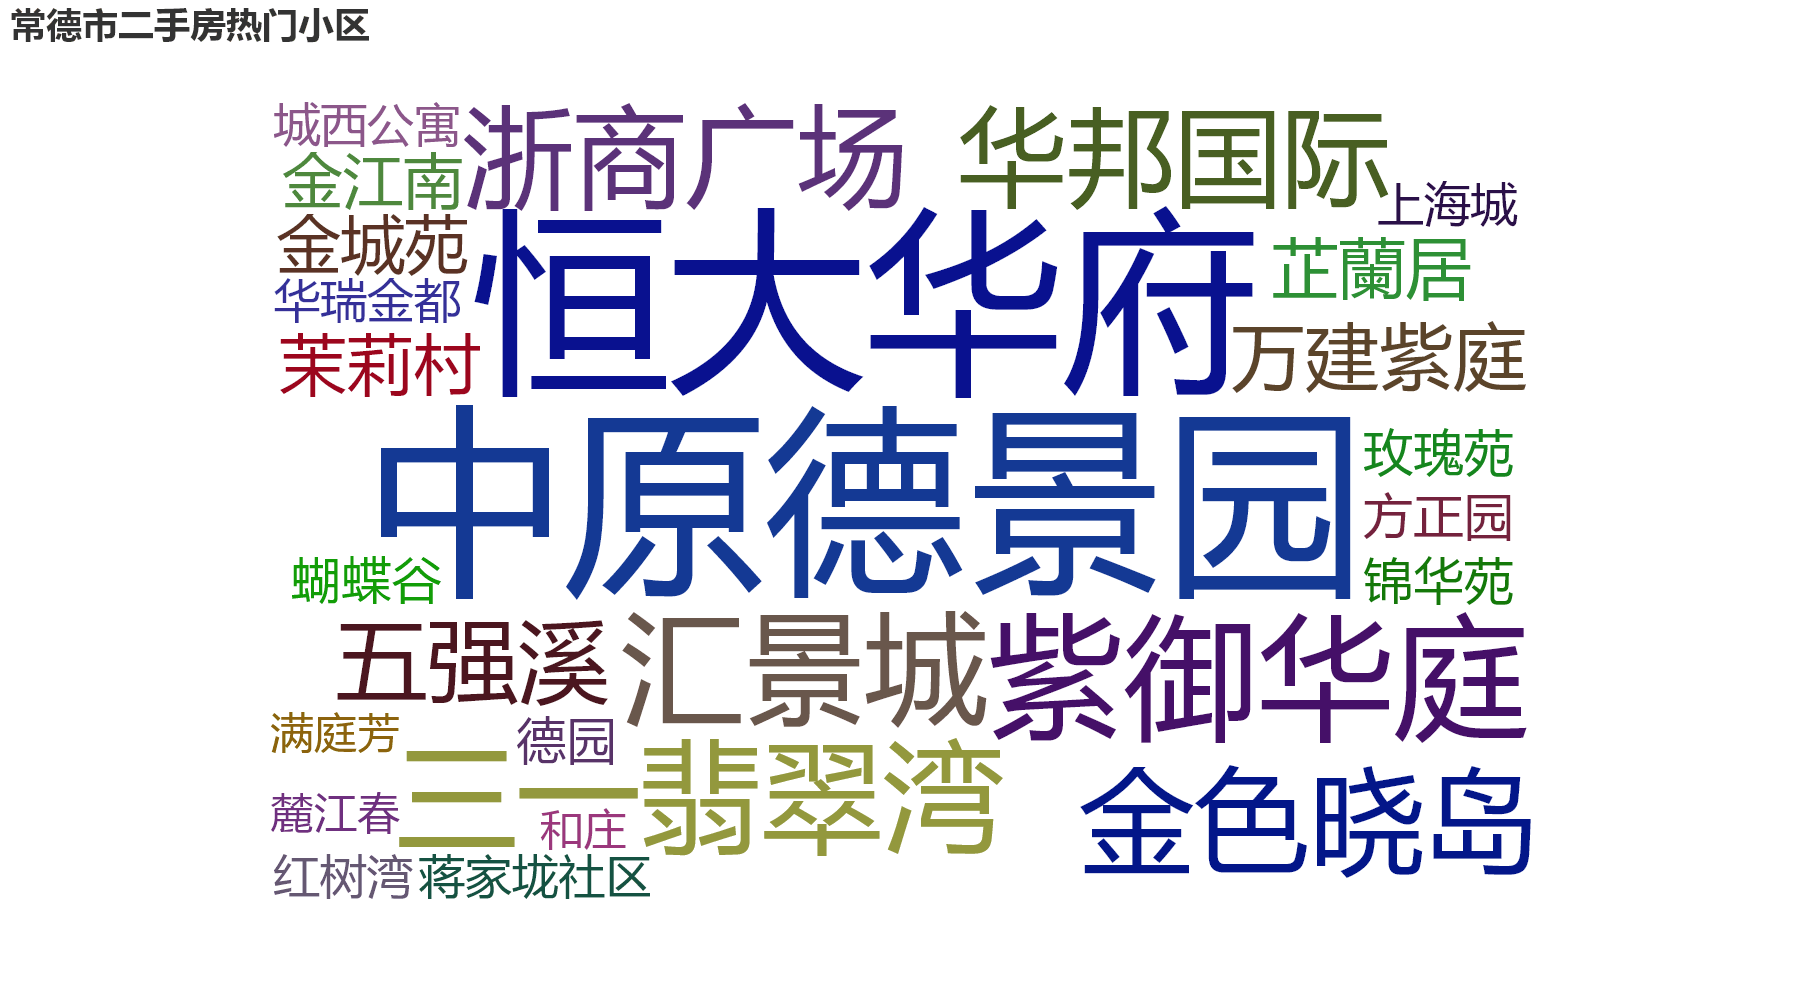 常德市二手房热门小区
城西公寓
浙商广场
华邦国际
金江南
上海城
金城苑
恒大华府
芷蘭居
华瑞金都
茉莉村
万建紫庭
中原德景园
玫瑰苑
方正园
蝴蝶谷
锦华苑
五强溪
汇景城
紫御华庭
满庭芳
德园
三一翡翠湾
金色晓岛
麓江春
和庄
红树湾
蒋家垅社区